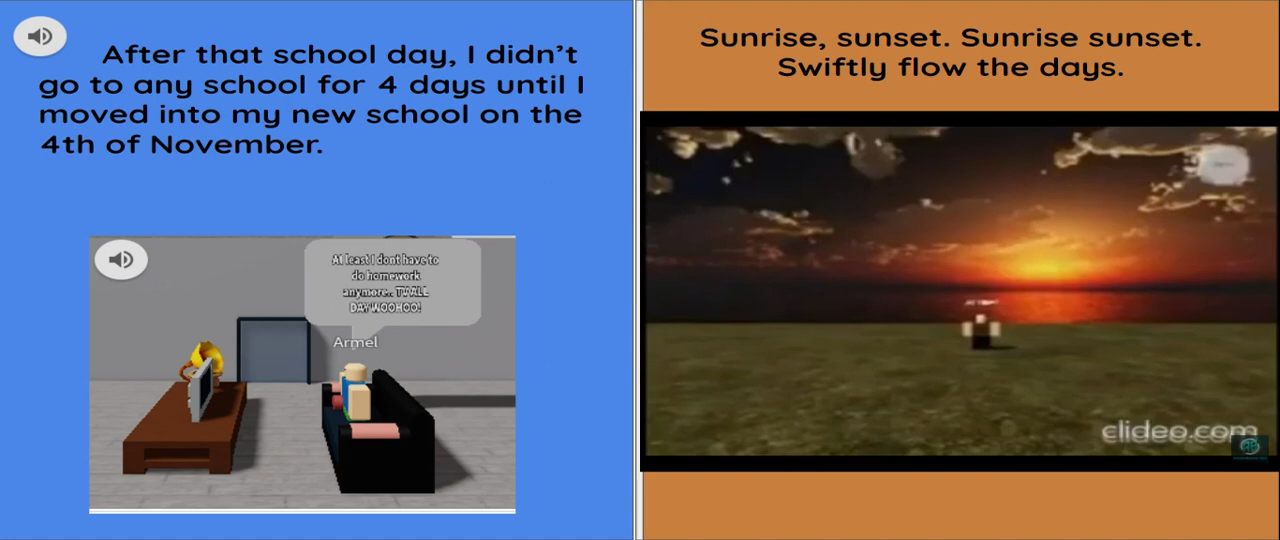 After that school day, I didn't
go to any school for 4 days until I
moved into my new school on the
4th of November.
At least I dont have to
do homework
anymore.. TV ALL
DAY WOOHOO!
Armel
Sunrise, sunset. Sunrise sunset.
Swiftly flow the days.
clideo.com